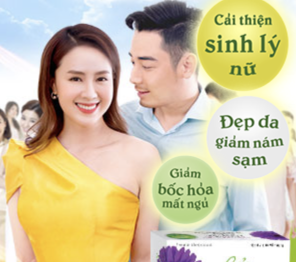 Cải thiện
sinh lý
nữ
Đẹp da
giảm nám
sạm
Giảm
bốc hỏa
mất ngủ